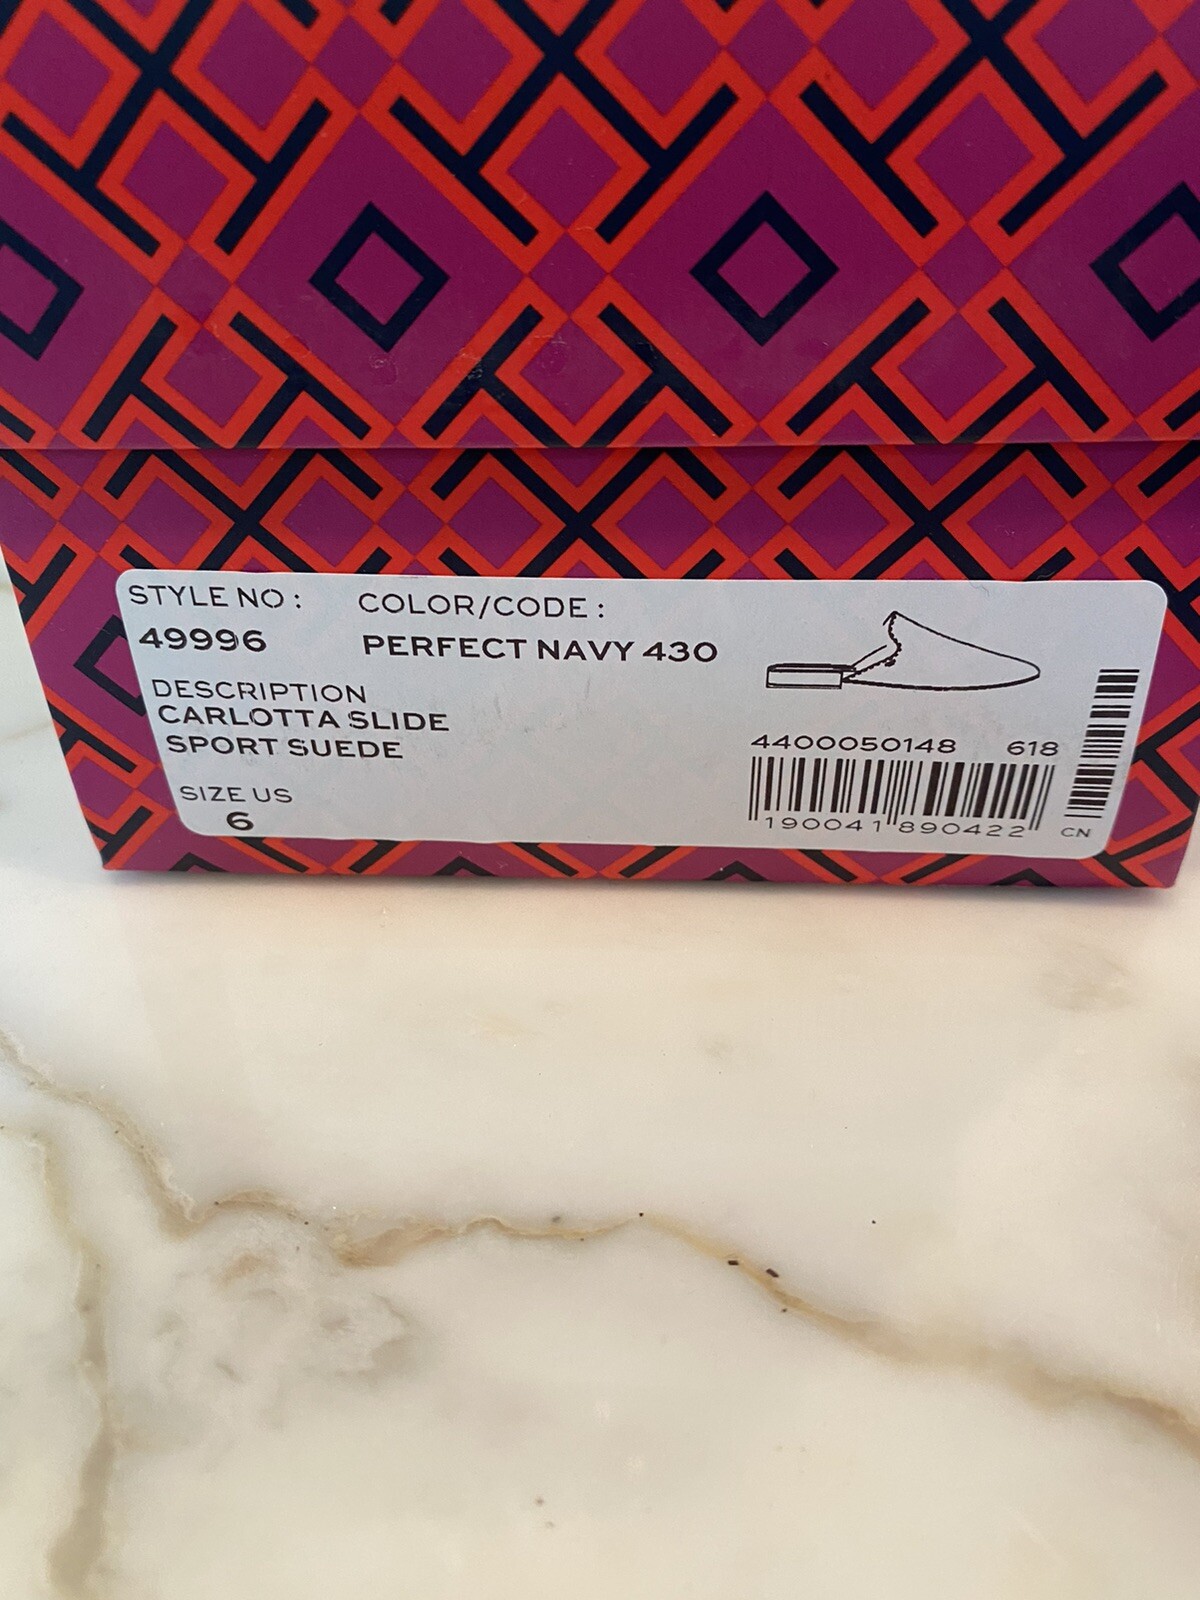 STYLE NO :
49996
COLOR/CODE :
PERFECT NAVY 430
DESCRIPTION
CARLOTTA SLIDE
SPORT SUEDE
SIZE US
6
4400050148 618
190041 890422
CN